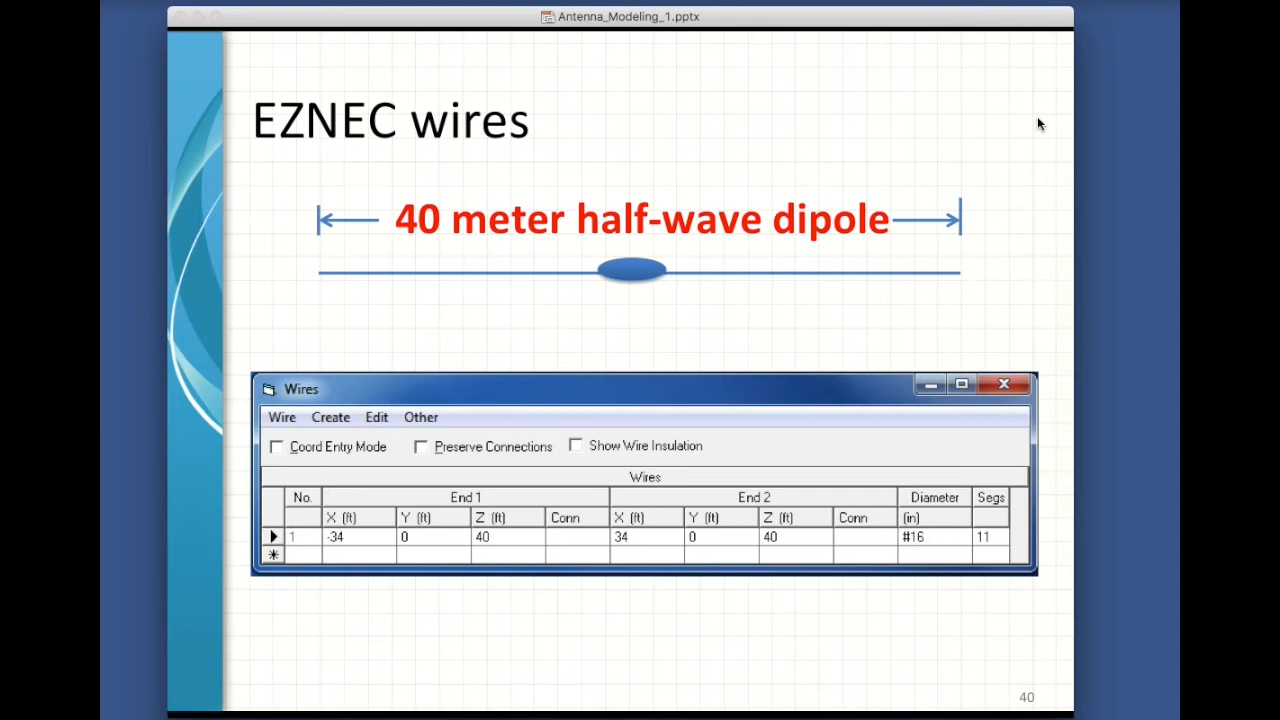 Antenna_Modeling_1.pptx
EZNEC wires
40 meter half-wave dipole
Wires
Wire Create Edit Other
Coord Entry Mode Preserve Connections Show Wire Insulation
Wires
No. End 1 End 2 Diameter Segs
X (ft) Y (ft) Z (ft) Conn X (ft) Y (ft) Z (ft) Conn (in)
1 -34 0 40 34 0 40 #16 11
40